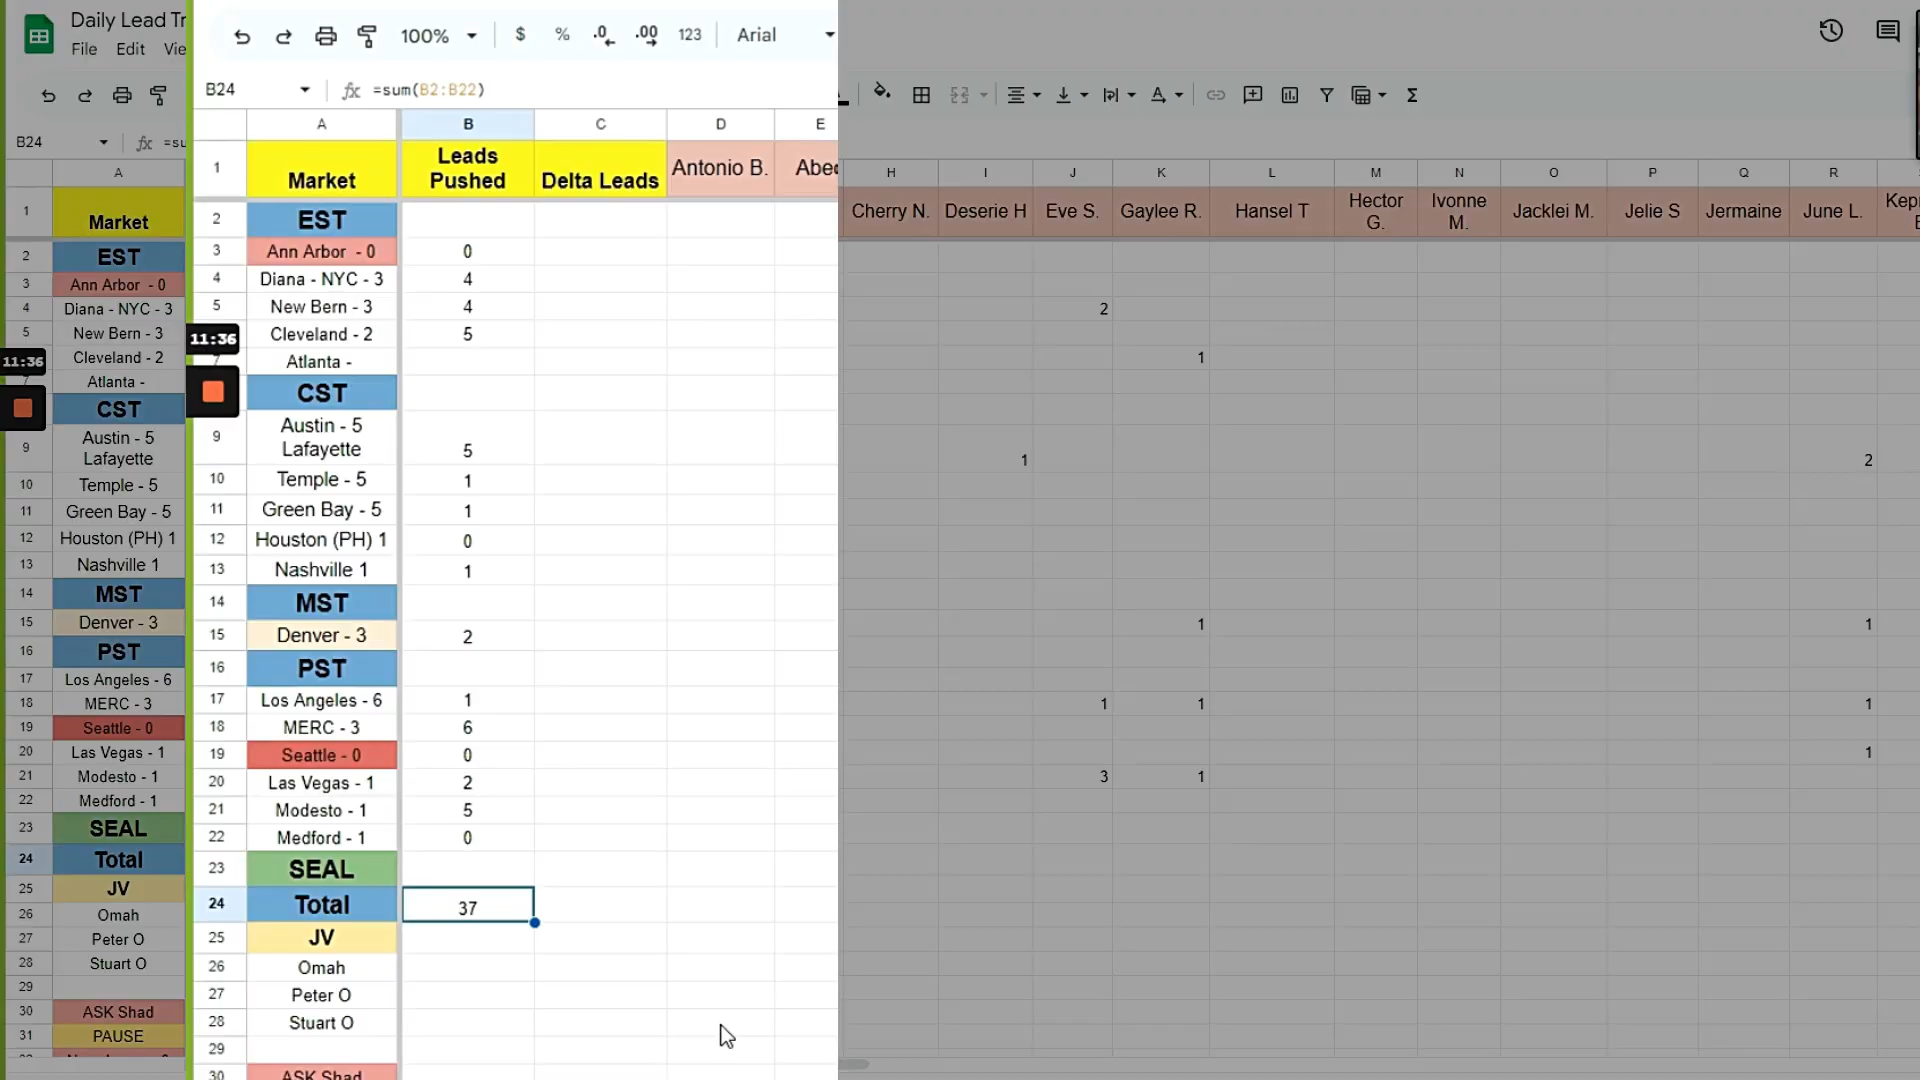 Daily Lead Tr
File Edit Vie
100%
$ % .0 .00 123 Arial
B24 fx =sum(B2:B22)
B24 fx =su
A B C D E
1 Market Leads Pushed Delta Leads Antonio B.
2 EST
3 Ann Arbor - 0 0
4 Diana - NYC - 3 4
5 New Bern - 3 4
Cleveland - 2 5
11:36
7 Atlanta -
CST
9 Austin - 5 Lafayette 5
10 Temple - 5 1
11 Green Bay - 5 1
12 Houston (PH) 1 0
13 Nashville 1 1
14 MST
15 Denver - 3 2
16 PST
17 Los Angeles - 6 1
18 MERC - 3 6
19 Seattle - 0 0
20 Las Vegas - 1 2
21 Modesto - 1 5
22 Medford - 1 0
23 SEAL
24 Total 37
25 JV
26 Omah
27 Peter O
28 Stuart O
29
30 ASK Shad
A
1 Market
2 EST
3 Ann Arbor - 0
4 Diana - NYC - 3
5 New Bern - 3
Cleveland - 2
11:36
7 Atlanta -
CST
9 Austin - 5
Lafayette
10 Temple - 5
11 Green Bay - 5
12 Houston (PH) 1
13 Nashville 1
14 MST
15 Denver - 3
16 PST
17 Los Angeles - 6
18 MERC - 3
19 Seattle - 0
20 Las Vegas - 1
21 Modesto - 1
22 Medford - 1
23 SEAL
24 Total
25 JV
26 Omah
27 Peter O
28 Stuart O
29
30 ASK Shad
31 PAUSE
H I J K L M N O P Q R
Cherry N. Deserie H Eve S. Gaylee R. Hansel T Hector G. Ivonne M. Jacklei M. Jelie S Jermaine June L.
2
1
1 2
1 1
1 1 1
1
3 1